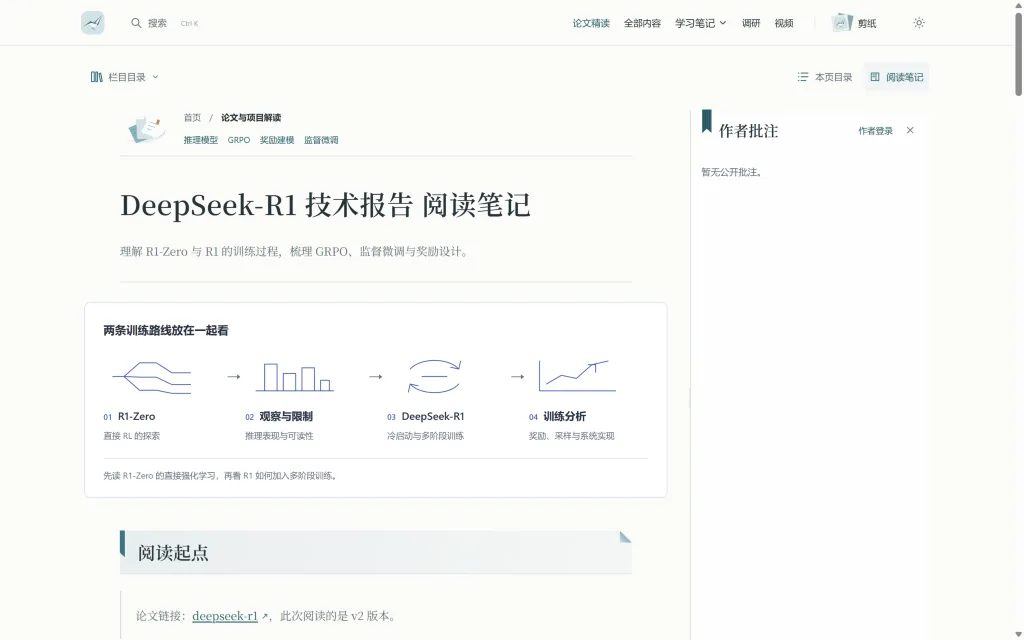 搜索 Ctrl K
论文精读 全部内容 学习笔记 调研 视频 剪纸
栏目目录
本页目录 阅读笔记
首页 / 论文与项目解读
推理模型 GRPO 奖励建模 监督微调
DeepSeek-R1 技术报告 阅读笔记
理解 R1-Zero 与 R1 的训练过程，梳理 GRPO、监督微调与奖励设计。
两条训练路线放在一起看
01 R1-Zero
直接 RL 的探索
02 观察与限制
推理表现与可读性
03 DeepSeek-R1
冷启动与多阶段训练
04 训练分析
奖励、采样与系统实现
先读 R1-Zero 的直接强化学习，再看 R1 如何加入多阶段训练。
阅读起点
论文链接：deepseek-r1 ↗，此次阅读的是 v2 版本。
作者批注
作者登录 ×
暂无公开批注。